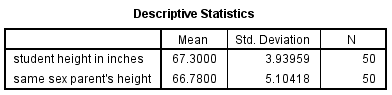 Descriptive Statistics
Mean Std. Deviation N
student height in inches 67.3000 3.93959 50
same sex parent's height 66.7800 5.10418 50